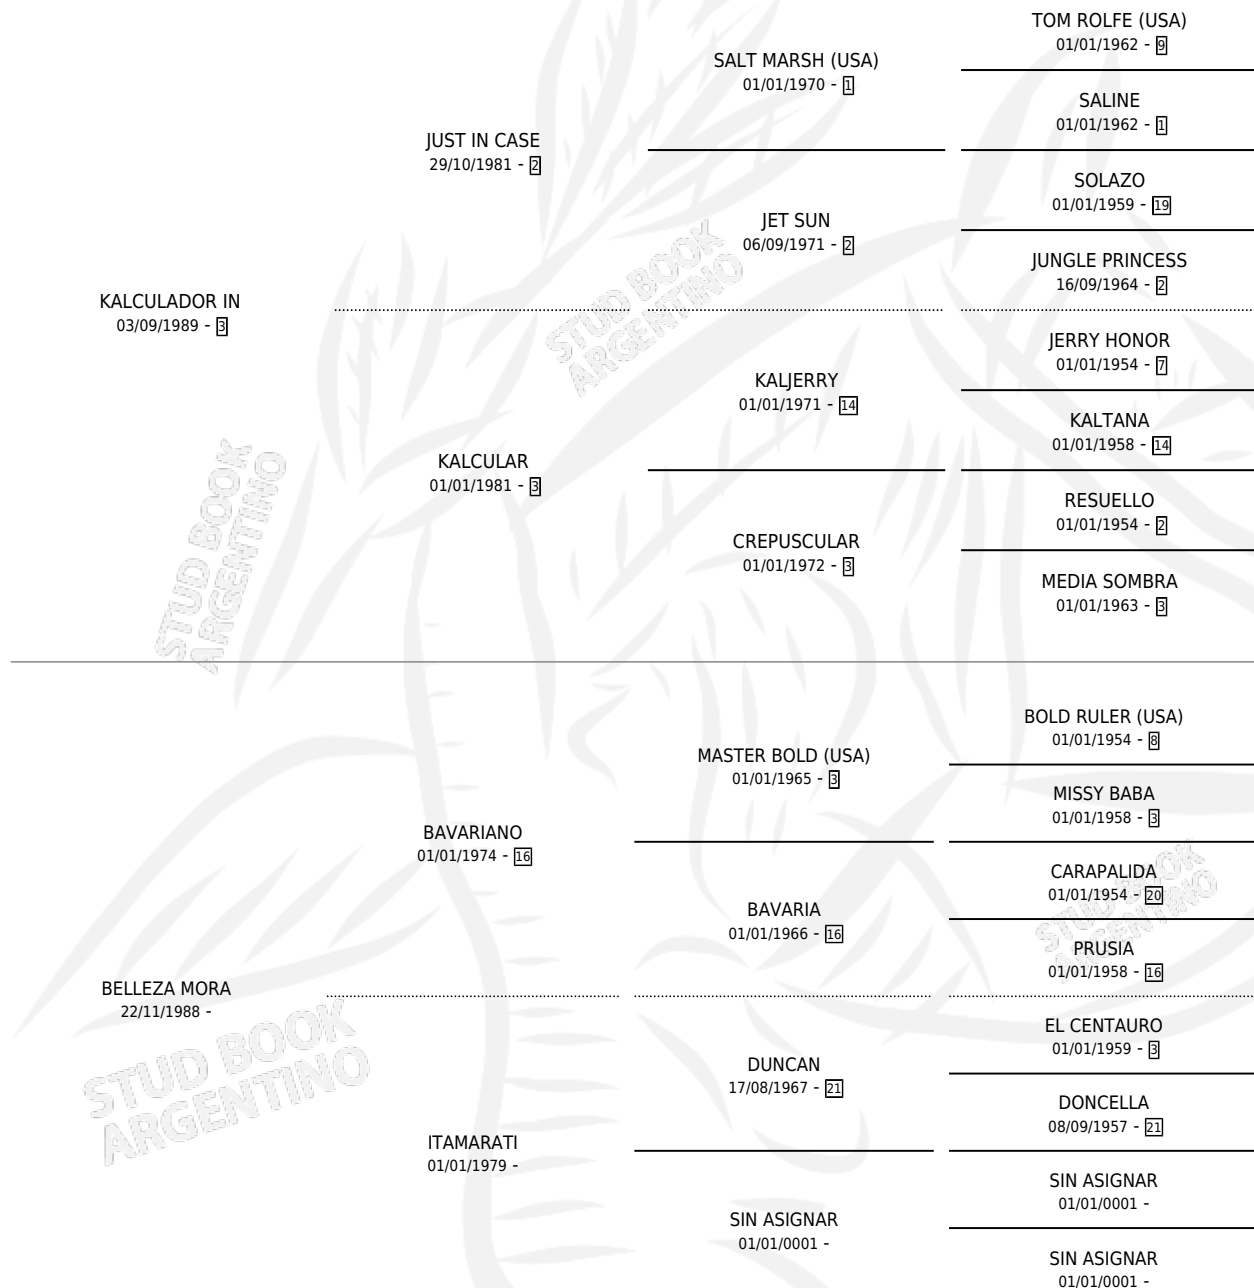 TOM ROLFE (USA)
01/01/1962 - 9
SALT MARSH (USA)
01/01/1970 - 1
SALINE
01/01/1962 - 1
JUST IN CASE
29/10/1981 - 2
SOLAZO
01/01/1959 - 19
JET SUN
06/09/1971 - 2
JUNGLE PRINCESS
16/09/1964 - 2
KALCULADOR IN
03/09/1989 - 3
JERRY HONOR
01/01/1954 - 7
KALJERRY
01/01/1971 - 14
KALTANA
01/01/1958 - 14
KALCULAR
01/01/1981 - 3
RESUELLO
01/01/1954 - 2
CREPUSCULAR
01/01/1972 - 3
MEDIA SOMBRA
01/01/1963 - 3
STUD BOOK
ARGENTINO
STUD BOOK
ARGENTINO
BOLD RULER (USA)
01/01/1954 - 8
MASTER BOLD (USA)
01/01/1965 - 3
MISSY BABA
01/01/1958 - 3
BAVARIANO
01/01/1974 - 16
CARAPALIDA
01/01/1954 - 20
BAVARIA
01/01/1966 - 16
PRUSIA
01/01/1958 - 16
STUD BOOK
ARGENTINO
BELLEZA MORA
22/11/1988 -
EL CENTAURO
01/01/1959 - 3
DUNCAN
17/08/1967 - 21
DONCELLA
08/09/1957 - 21
STUD BOOK
ARGENTINO
ITAMARATI
01/01/1979 -
SIN ASIGNAR
01/01/0001 -
SIN ASIGNAR
01/01/0001 -
SIN ASIGNAR
01/01/0001 -